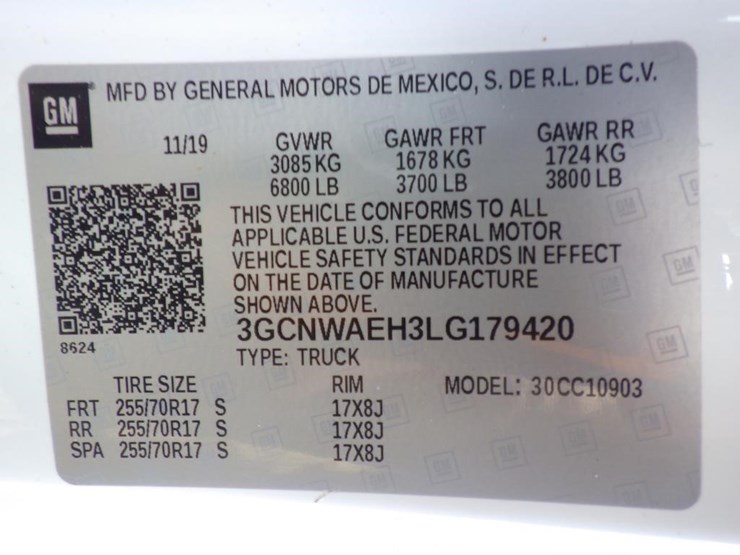 GM
MFD BY GENERAL MOTORS DE MEXICO, S. DE R.L. DE C.V.
11/19 GVWR GAWR FRT GAWR RR
3085 KG 1678 KG 1724 KG
6800 LB 3700 LB 3800 LB
THIS VEHICLE CONFORMS TO ALL
APPLICABLE U.S. FEDERAL MOTOR
VEHICLE SAFETY STANDARDS IN EFFECT
ON THE DATE OF MANUFACTURE
SHOWN ABOVE.
3GCNWAEH3LG179420
8624
TYPE: TRUCK
TIRE SIZE RIM MODEL: 30CC10903
FRT 255/70R17 S 17X8J
RR 255/70R17 S 17X8J
SPA 255/70R17 S 17X8J